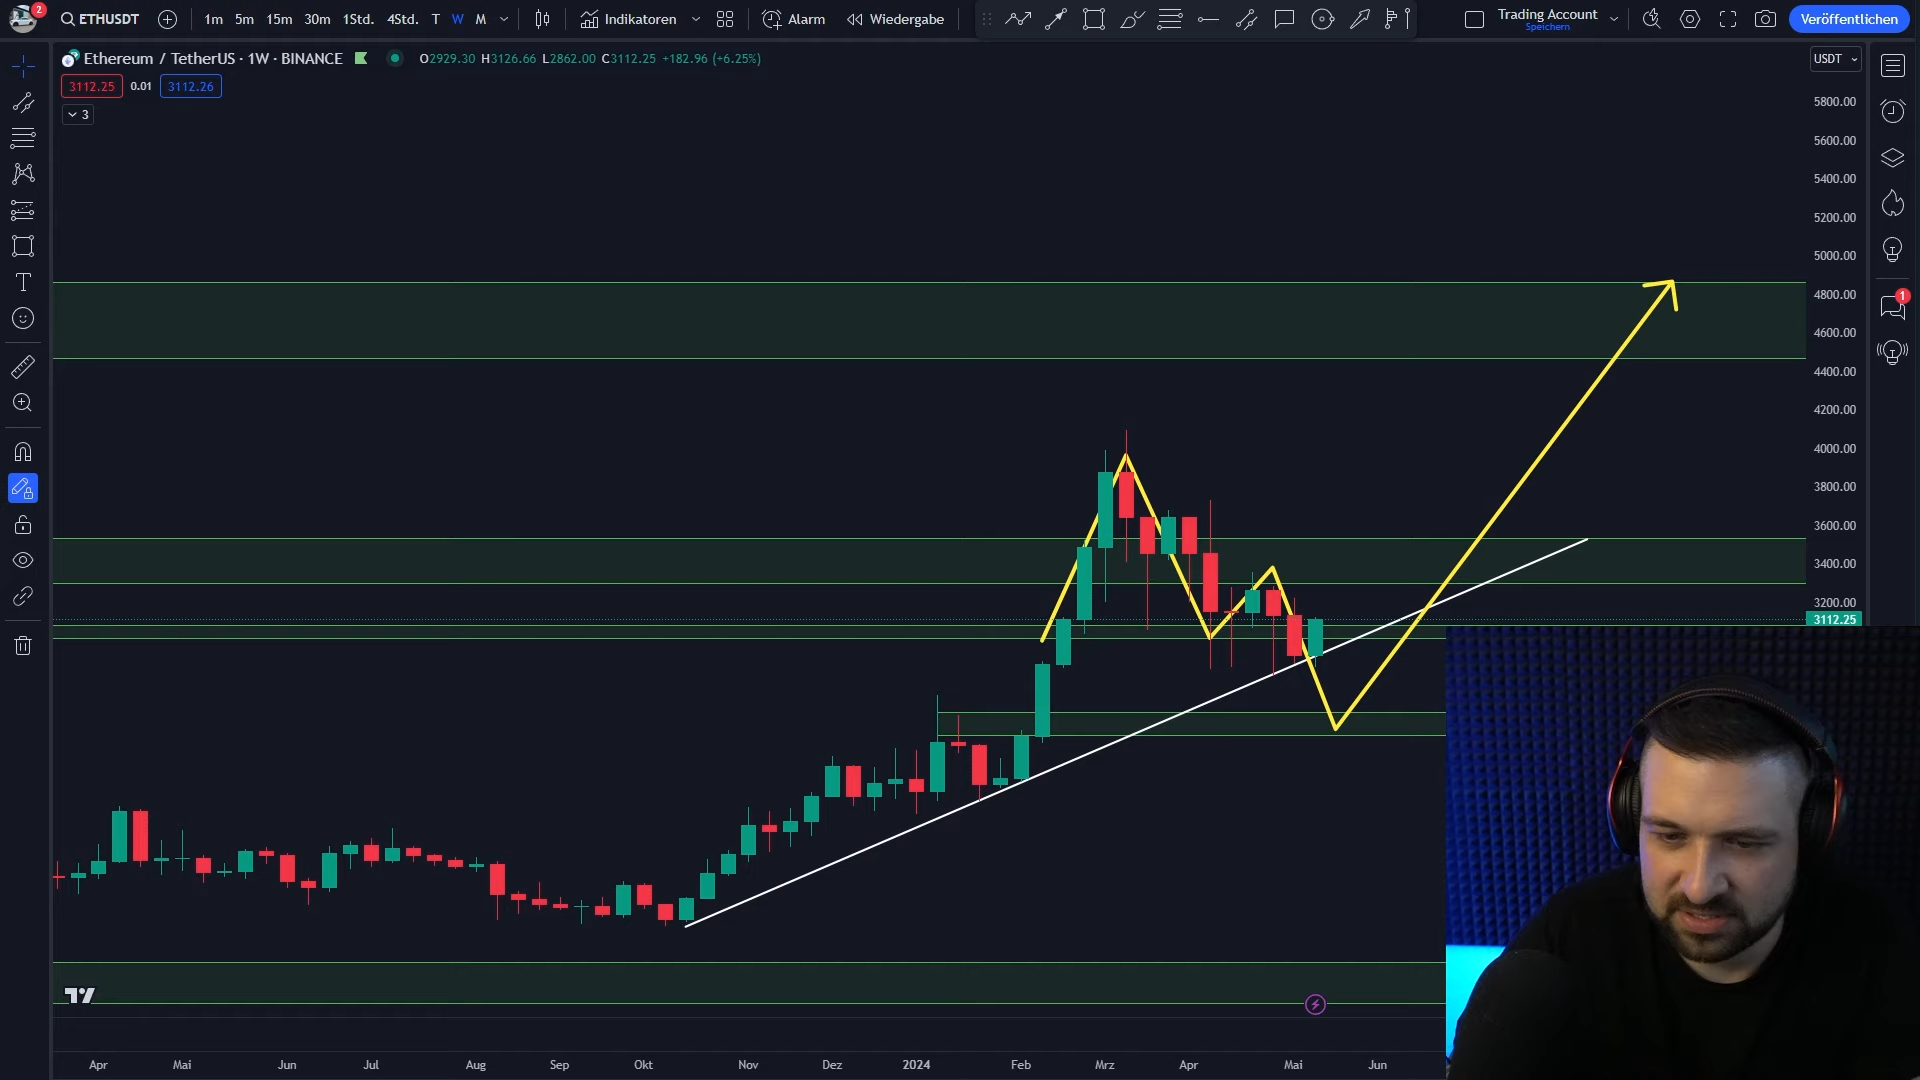 2
ETHUSDT
1m 5m 15m 30m 1Std. 4Std. T W M
Indikatoren
Alarm
Wiedergabe
Trading Account
Speichern
Veröffentlichen
Ethereum / TetherUS · 1W · BINANCE
O2929.30 H3126.66 L2862.00 C3112.25 +182.96 (+6.25%)
USDT
3112.25 0.01 3112.26
3
5800.00
5600.00
5400.00
5200.00
5000.00
4800.00
1
4600.00
4400.00
4200.00
4000.00
3800.00
3600.00
3400.00
3200.00
3112.25
Apr Mai Jun Jul Aug Sep Okt Nov Dez 2024 Feb Mrz Apr Mai Jun